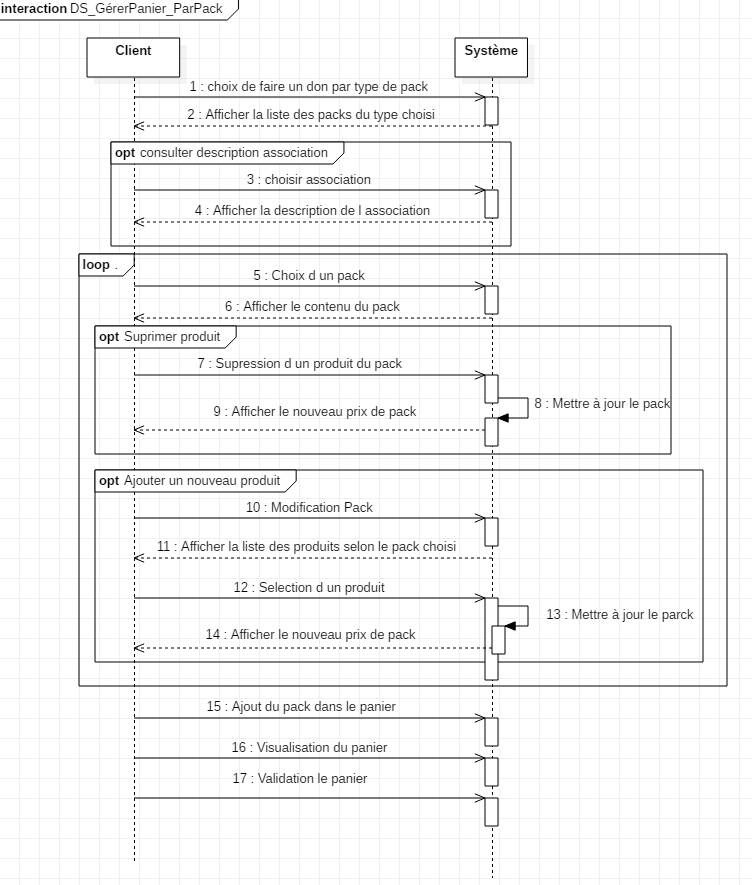 interaction DS_GérerPanier_ParPack
Client
Système
1 : choix de faire un don par type de pack
2 : Afficher la liste des packs du type choisi
opt consulter description association
3 : choisir association
4 : Afficher la description de l association
loop .
5 : Choix d un pack
6 : Afficher le contenu du pack
opt Suprimer produit
7 : Supression d un produit du pack
8 : Mettre à jour le pack
9 : Afficher le nouveau prix de pack
opt Ajouter un nouveau produit
10 : Modification Pack
11 : Afficher la liste des produits selon le pack choisi
12 : Selection d un produit
13 : Mettre à jour le parck
14 : Afficher le nouveau prix de pack
15 : Ajout du pack dans le panier
16 : Visualisation du panier
17 : Validation le panier